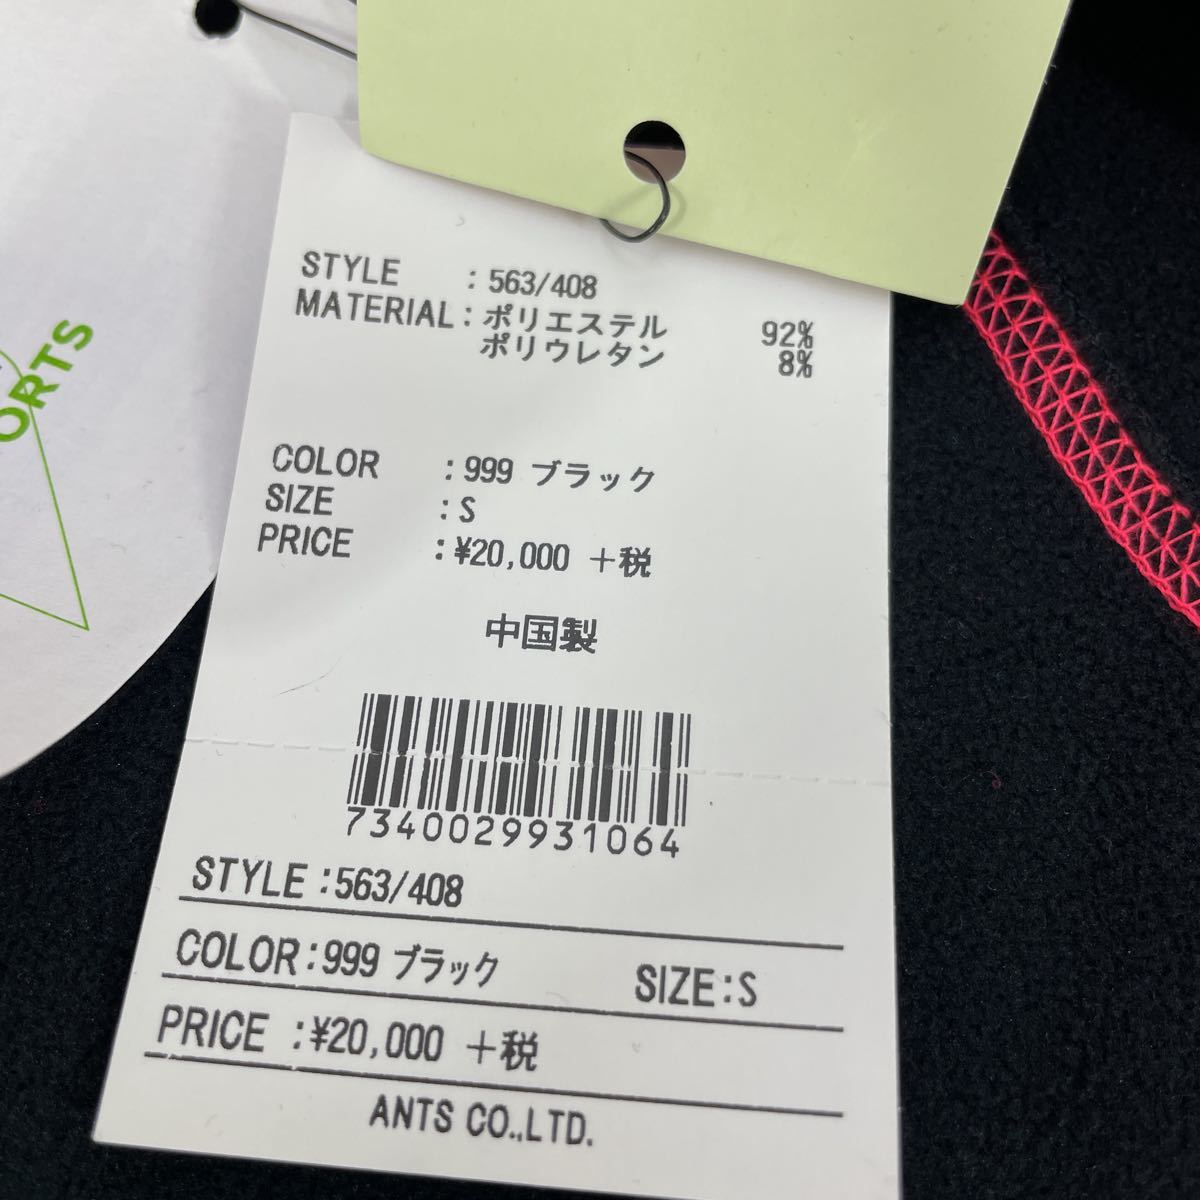 ORTS
STYLE : 563/408
MATERIAL : ポリエステル 92%
ポリウレタン 8%
COLOR : 999 ブラック
SIZE : S
PRICE : ¥20,000 +税
中国製
7340029931064
STYLE : 563/408
COLOR : 999 ブラック SIZE : S
PRICE : ¥20,000 +税
ANTS CO.,LTD.